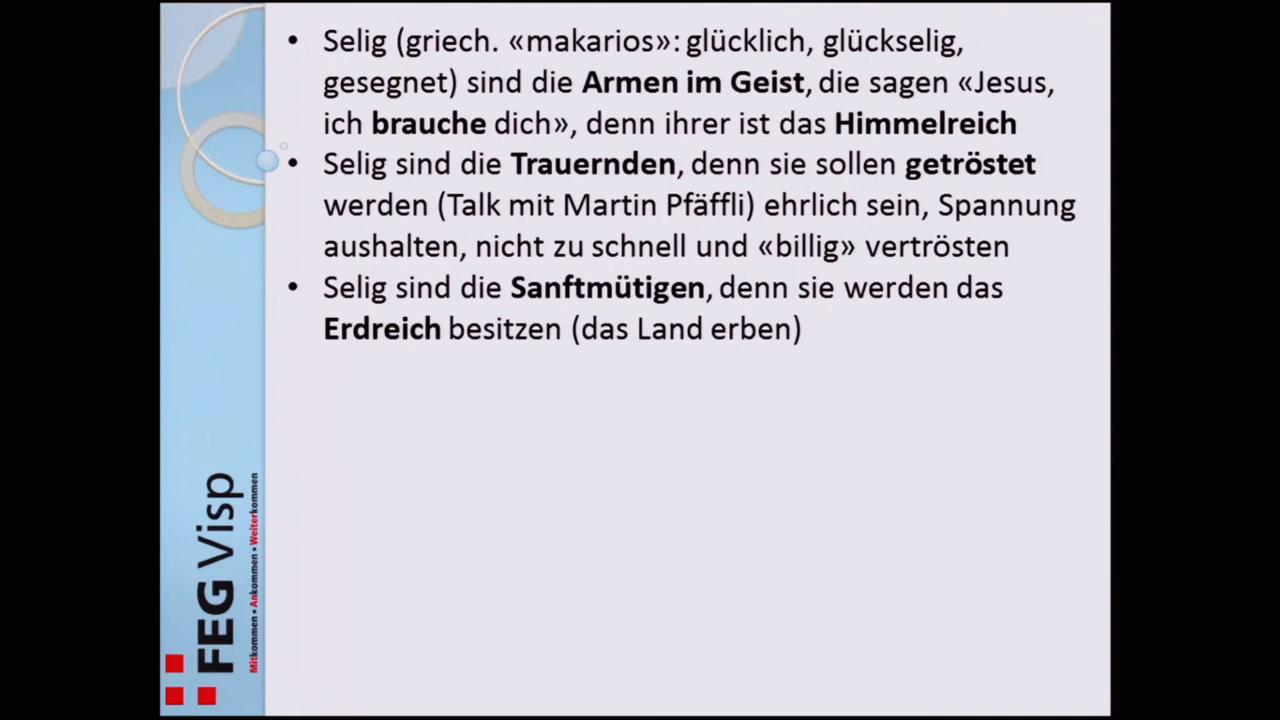 • Selig (griech. «makarios»: glücklich, glückselig,
gesegnet) sind die Armen im Geist, die sagen «Jesus,
ich brauche dich», denn ihrer ist das Himmelreich
• Selig sind die Trauernden, denn sie sollen getröstet
werden (Talk mit Martin Pfäffli) ehrlich sein, Spannung
aushalten, nicht zu schnell und «billig» vertrösten
• Selig sind die Sanftmütigen, denn sie werden das
Erdreich besitzen (das Land erben)
FEG Visp
Mitkommen • Ankommen • Weiterkommen